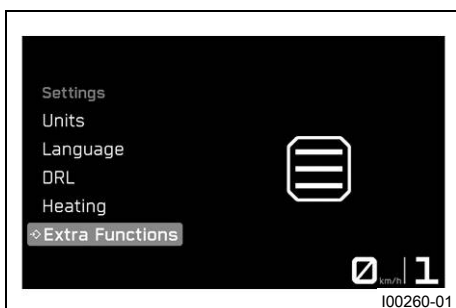 Settings
Units
Language
DRL
Heating
Extra Functions
0 km/h 1
I00260-01